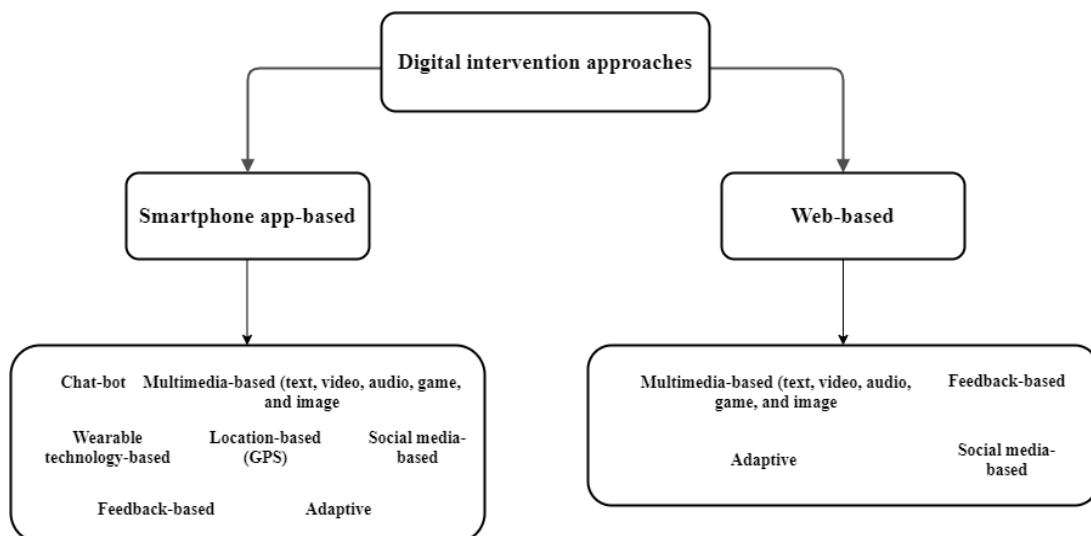 Digital intervention approaches
Smartphone app-based
Web-based
Chat-bot
Multimedia-based (text, video, audio, game,
and image
Wearable
technology-based
Location-based
(GPS)
Social media-
based
Feedback-based
Adaptive
Multimedia-based (text, video, audio,
game, and image
Feedback-based
Adaptive
Social media-
based